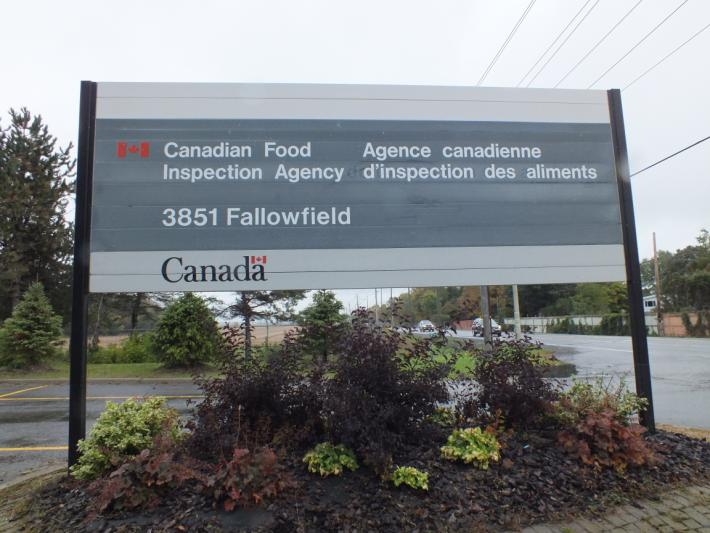 Canadian Food
Inspection Agency
Agence canadienne
d'inspection des aliments
3851 Fallowfield
Canada